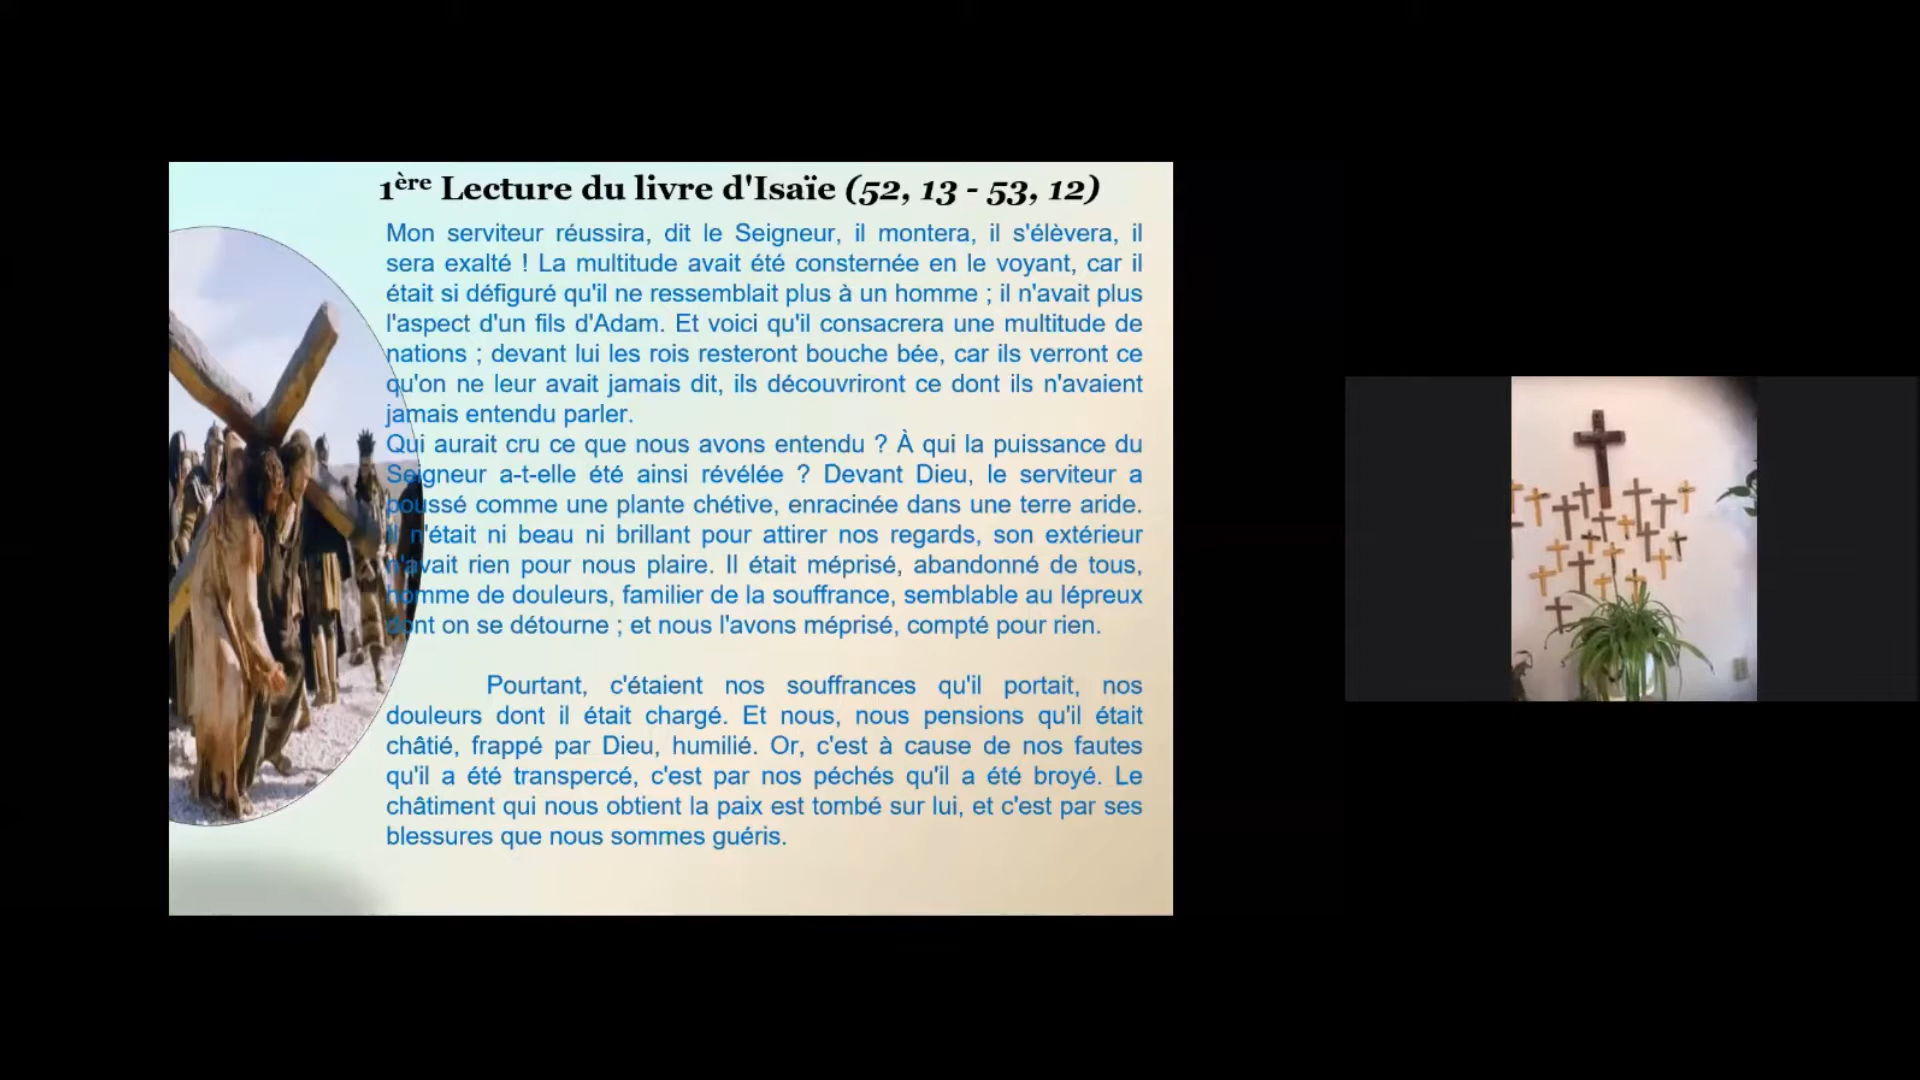 1ère Lecture du livre d'Isaïe (52, 13 - 53, 12)
Mon serviteur réussira, dit le Seigneur, il montera, il s'élèvera, il
sera exalté ! La multitude avait été consternée en le voyant, car il
était si défiguré qu'il ne ressemblait plus à un homme ; il n'avait plus
l'aspect d'un fils d'Adam. Et voici qu'il consacrera une multitude de
nations ; devant lui les rois resteront bouche bée, car ils verront ce
qu'on ne leur avait jamais dit, ils découvriront ce dont ils n'avaient
jamais entendu parler.
Qui aurait cru ce que nous avons entendu ? À qui la puissance du
Seigneur a-t-elle été ainsi révélée ? Devant Dieu, le serviteur a
poussé comme une plante chétive, enracinée dans une terre aride.
Il n'était ni beau ni brillant pour attirer nos regards, son extérieur
n'avait rien pour nous plaire. Il était méprisé, abandonné de tous,
homme de douleurs, familier de la souffrance, semblable au lépreux
dont on se détourne ; et nous l'avons méprisé, compté pour rien.
Pourtant, c'étaient nos souffrances qu'il portait, nos
douleurs dont il était chargé. Et nous, nous pensions qu'il était
châtié, frappé par Dieu, humilié. Or, c'est à cause de nos fautes
qu'il a été transpercé, c'est par nos péchés qu'il a été broyé. Le
châtiment qui nous obtient la paix est tombé sur lui, et c'est par ses
blessures que nous sommes guéris.